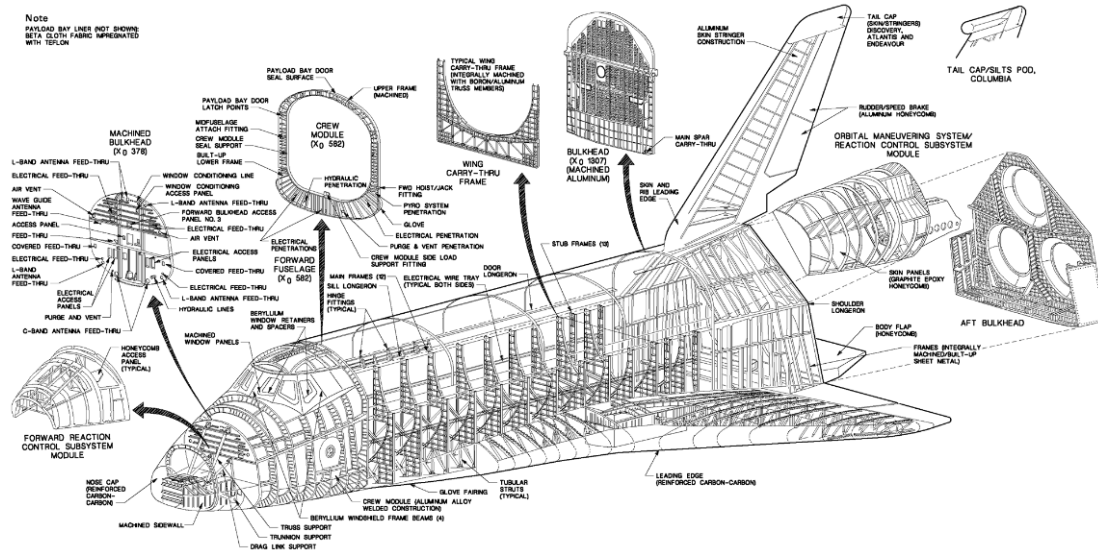 Note
PAYLOAD BAY LINER (NOT SHOWN):
BETA CLOTH FABRIC IMPREGNATED
WITH TEFLON
PAYLOAD BAY DOOR
SEAL SURFACE
UPPER FRAME
(MACHINED)
PAYLOAD BAY DOOR
LATCH POINTS
MIDFUSELAGE
ATTACH FITTING
CREW MODULE
SEAL SUPPORT
BUILT-UP
LOWER FRAME
CREW
MODULE
(X₀ 582)
HYDRAULIC
PENETRATION
FWD HOIST/JACK
FITTING
PYRO SYSTEM
PENETRATION
GLOVE
ELECTRICAL PENETRATION
PURGE & VENT PENETRATION
CREW MODULE SIDE LOAD
SUPPORT FITTING
ELECTRICAL
PENETRATIONS
FORWARD
FUSELAGE
(X₀ 582)
MACHINED
BULKHEAD
(X₀ 378)
L-BAND ANTENNA FEED-THRU
ELECTRICAL FEED-THRU
AIR VENT
WAVE GUIDE
ANTENNA
FEED-THRU
ACCESS PANEL
FEED-THRU
COVERED FEED-THRU
ELECTRICAL FEED-THRU
L-BAND
ANTENNA
FEED-THRU
ELECTRICAL
ACCESS
PANELS
PURGE AND VENT
C-BAND ANTENNA FEED-THRU
WINDOW CONDITIONING LINE
WINDOW CONDITIONING
ACCESS PANEL
L-BAND ANTENNA FEED-THRU
FORWARD BULKHEAD ACCESS
PANEL NO. 3
ELECTRICAL FEED-THRU
AIR VENT
ELECTRICAL ACCESS
PANELS
COVERED FEED-THRU
ELECTRICAL FEED-THRU
L-BAND ANTENNA FEED-THRU
HYDRAULIC LINES
TYPICAL WING
CARRY-THRU FRAME
(INTEGRALLY MACHINED
WITH BORON/ALUMINUM
TRUSS MEMBERS)
WING
CARRY-THRU
FRAME
BULKHEAD
(X₀ 1307)
(MACHINED
ALUMINUM)
MAIN SPAR
CARRY-THRU
ALUMINUM
SKIN STRINGER
CONSTRUCTION
TAIL CAP
(SKIN/STRINGERS)
DISCOVERY,
ATLANTIS AND
ENDEAVOUR
TAIL CAP/SILTS POD,
COLUMBIA
RUDDER/SPEED BRAKE
(ALUMINUM HONEYCOMB)
ORBITAL MANEUVERING SYSTEM/
REACTION CONTROL SUBSYSTEM
MODULE
SKIN AND
RIB LEADING
EDGE
STUB FRAMES (13)
DOOR
LONGERON
ELECTRICAL WIRE TRAY
(TYPICAL BOTH SIDES)
MAIN FRAMES (12)
SILL LONGERON
HINGE
FITTINGS
(TYPICAL)
BERYLLIUM
WINDOW RETAINERS
AND SPACERS
MACHINED
WINDOW PANELS
HONEYCOMB
ACCESS
PANEL
(TYPICAL)
FORWARD REACTION
CONTROL SUBSYSTEM
MODULE
SKIN PANELS
(GRAPHITE EPOXY
HONEYCOMB)
AFT BULKHEAD
SHOULDER
LONGERON
BODY FLAP
(HONEYCOMB)
FRAMES (INTEGRALLY
MACHINED/BUILT-UP
SHEET METAL)
LEADING EDGE
(REINFORCED CARBON-CARBON)
TUBULAR
STRUTS
(TYPICAL)
GLOVE FAIRING
CREW MODULE (ALUMINUM ALLOY
WELDED CONSTRUCTION)
BERYLLIUM WINDSHIELD FRAME BEAMS (4)
TRUSS SUPPORT
TRUNNION SUPPORT
DRAG LINK SUPPORT
NOSE CAP
(REINFORCED
CARBON-
CARBON)
MACHINED SIDEWALL